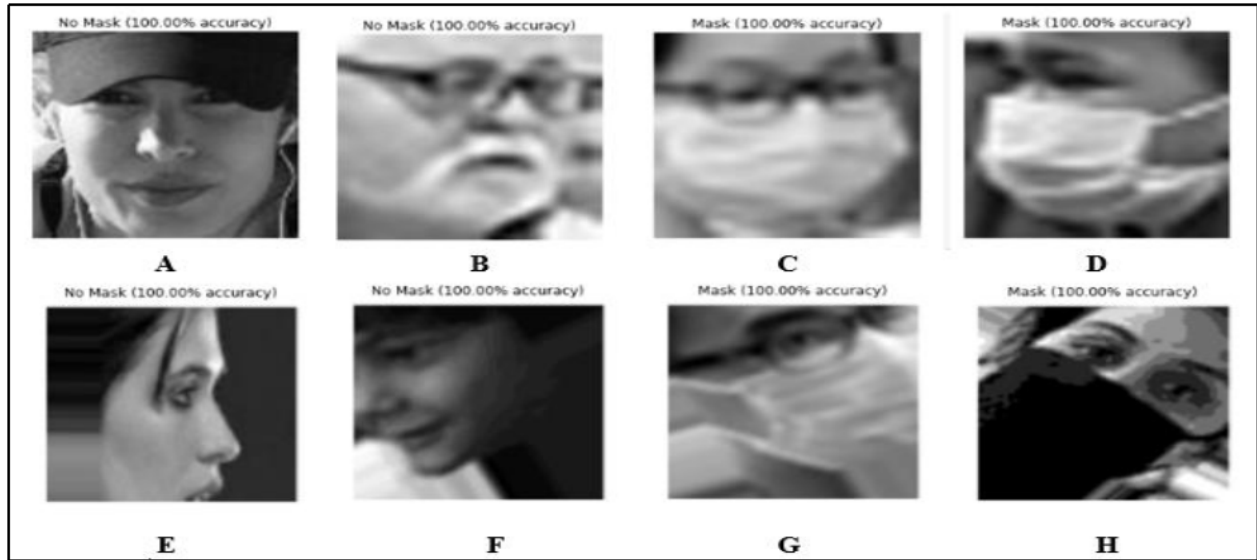 No Mask (100.00% accuracy) No Mask (100.00% accuracy) Mask (100.00% accuracy) Mask (100.00% accuracy)
A B C D
No Mask (100.00% accuracy) No Mask (100.00% accuracy) Mask (100.00% accuracy) Mask (100.00% accuracy)
E F G H